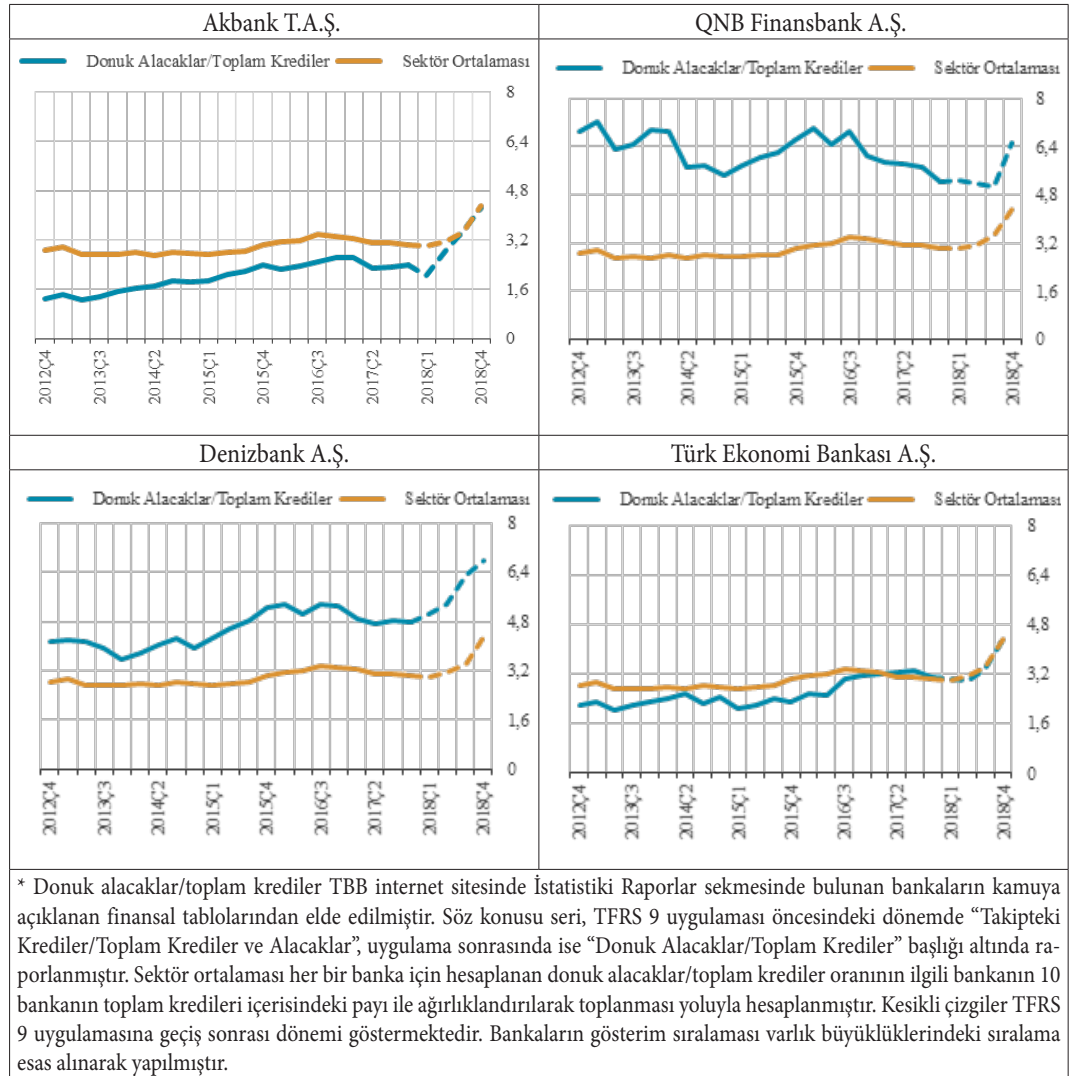 Akbank T.A.Ş.
Donuk Alacaklar/Toplam Krediler
Sektör Ortalaması
8
6,4
4,8
3,2
1,6
0
2012Ç4
2013Ç3
2014Ç2
2015Ç1
2015Ç4
2016Ç3
2017Ç2
2018Ç1
2018Ç4
QNB Finansbank A.Ş.
Donuk Alacaklar/Toplam Krediler
Sektör Ortalaması
8
6,4
4,8
3,2
1,6
0
2012Ç4
2013Ç3
2014Ç2
2015Ç1
2015Ç4
2016Ç3
2017Ç2
2018Ç1
2018Ç4
Denizbank A.Ş.
Donuk Alacaklar/Toplam Krediler
Sektör Ortalaması
8
6,4
4,8
3,2
1,6
0
2012Ç4
2013Ç3
2014Ç2
2015Ç1
2015Ç4
2016Ç3
2017Ç2
2018Ç1
2018Ç4
Türk Ekonomi Bankası A.Ş.
Donuk Alacaklar/Toplam Krediler
Sektör Ortalaması
8
6,4
4,8
3,2
1,6
0
2012Ç4
2013Ç3
2014Ç2
2015Ç1
2015Ç4
2016Ç3
2017Ç2
2018Ç1
2018Ç4
* Donuk alacaklar/toplam krediler TBB internet sitesinde İstatistiki Raporlar sekmesinde bulunan bankaların kamuya
açıklanan finansal tablolarından elde edilmiştir. Söz konusu seri, TFRS 9 uygulaması öncesindeki dönemde “Takipteki
Krediler/Toplam Krediler ve Alacaklar”, uygulama sonrasında ise “Donuk Alacaklar/Toplam Krediler” başlığı altında ra-
porlanmıştır. Sektör ortalaması her bir banka için hesaplanan donuk alacaklar/toplam krediler oranının ilgili bankanın 10
bankanın toplam kredileri içerisindeki payı ile ağırlıklandırılarak toplanması yoluyla hesaplanmıştır. Kesikli çizgiler TFRS
9 uygulamasına geçiş sonrası dönemi göstermektedir. Bankaların gösterim sıralaması varlık büyüklüklerindeki sıralama
esas alınarak yapılmıştır.